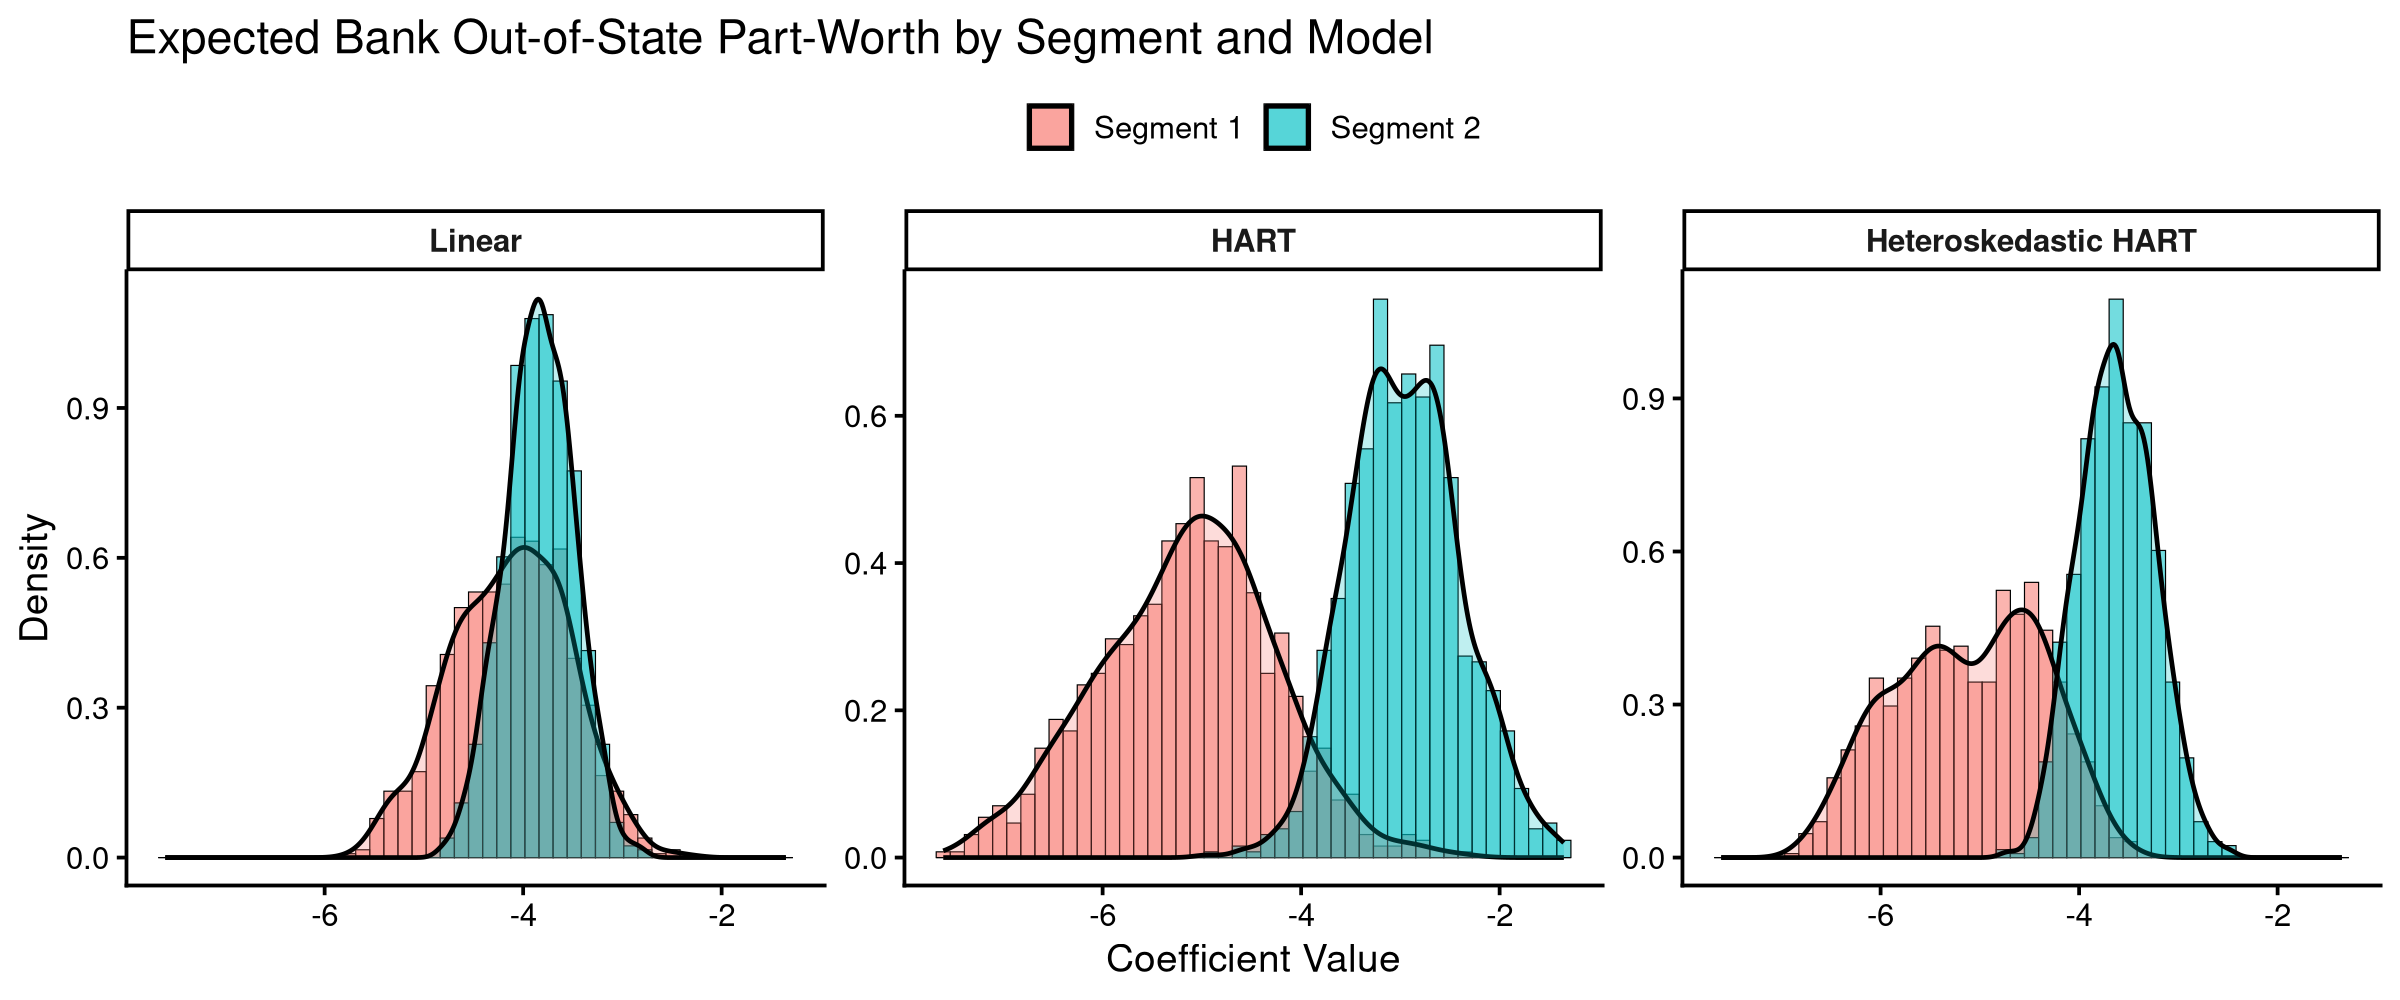 Expected Bank Out-of-State Part-Worth by Segment and Model
Segment 1 Segment 2
Linear HART Heteroskedastic HART
Density
0.9
0.6
0.3
0.0
0.6
0.4
0.2
0.0
0.9
0.6
0.3
0.0
-6 -4 -2 -6 -4 -2 -6 -4 -2
Coefficient Value